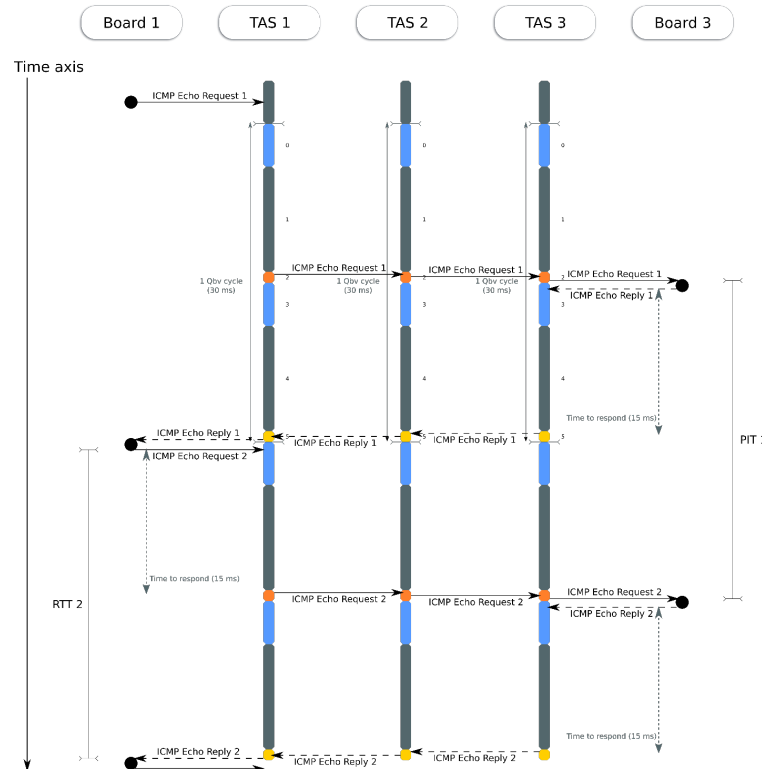 Board 1
TAS 1
TAS 2
TAS 3
Board 3
Time axis
ICMP Echo Request 1
0
0
0
1
1
1
ICMP Echo Request 1
ICMP Echo Request 1
ICMP Echo Request 1
2
2
2
1 Qbv cycle
(30 ms)
1 Qbv cycle
(30 ms)
1 Qbv cycle
(30 ms)
ICMP Echo Reply 1
3
3
3
4
4
4
Time to respond (15 ms)
ICMP Echo Reply 1
ICMP Echo Reply 1
ICMP Echo Reply 1
5
5
5
PIT
ICMP Echo Request 2
Time to respond (15 ms)
RTT 2
ICMP Echo Request 2
ICMP Echo Request 2
ICMP Echo Request 2
ICMP Echo Reply 2
Time to respond (15 ms)
ICMP Echo Reply 2
ICMP Echo Reply 2
ICMP Echo Reply 2